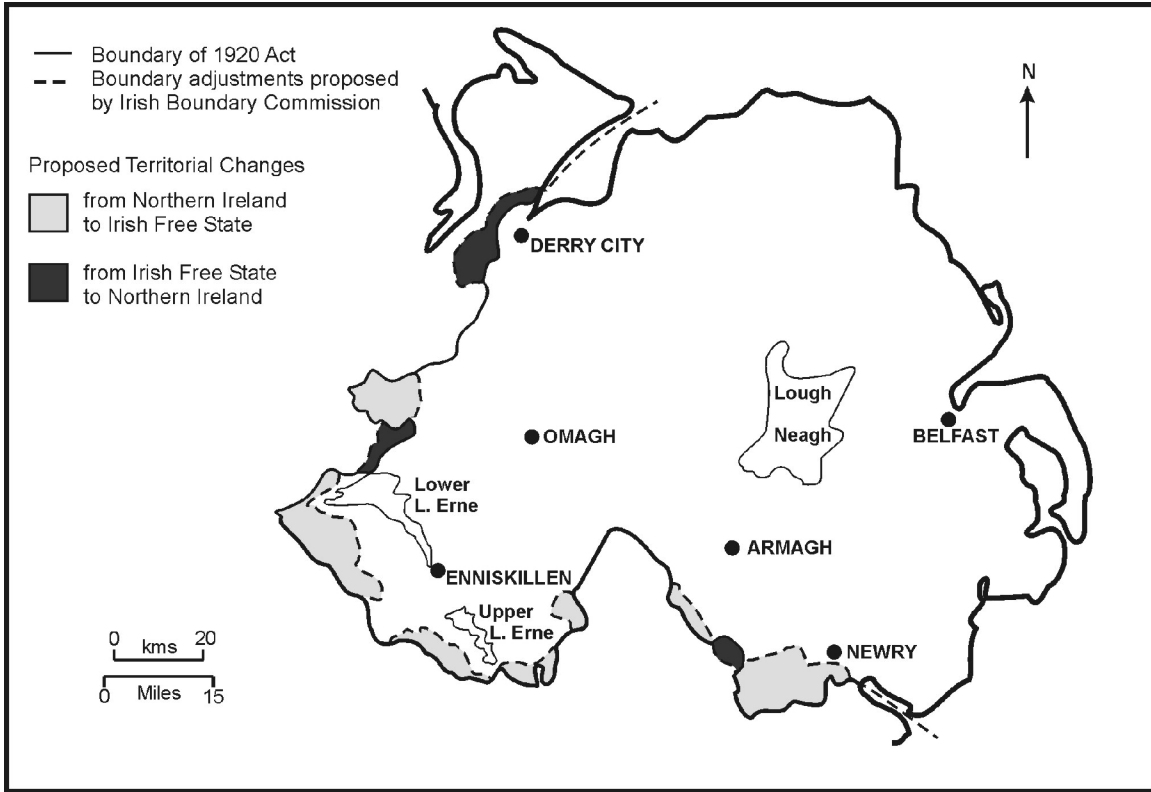 Boundary of 1920 Act
Boundary adjustments proposed
by Irish Boundary Commission
N
Proposed Territorial Changes
from Northern Ireland
to Irish Free State
from Irish Free State
to Northern Ireland
DERRY CITY
Lough
Neagh
BELFAST
OMAGH
Lower
L. Erne
ARMAGH
ENNISKILLEN
Upper
L. Erne
NEWRY
0 kms 20
0 Miles 15